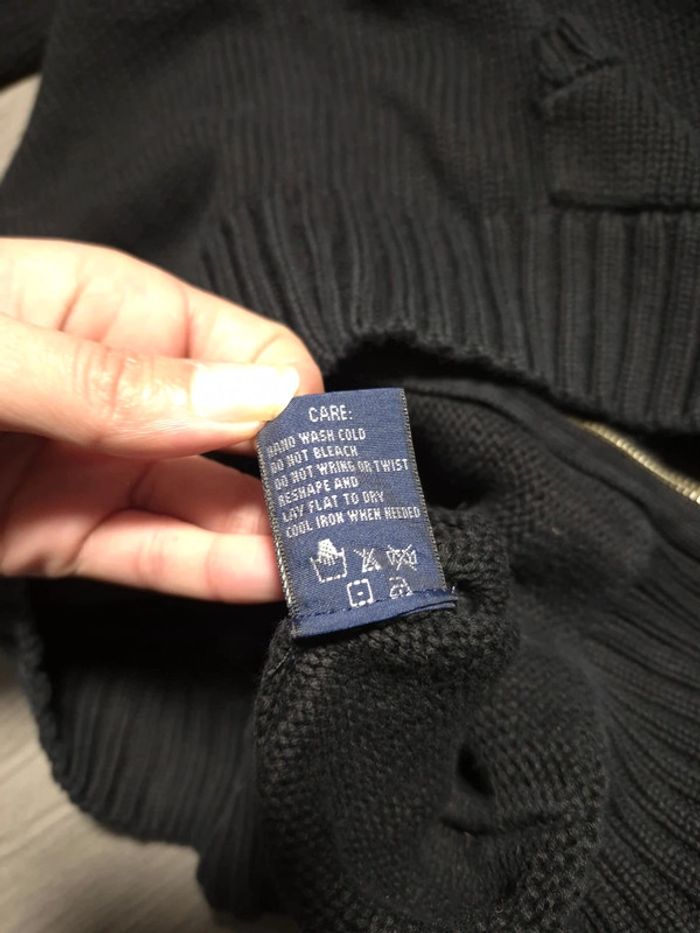 CARE:
HAND WASH COLD
DO NOT BLEACH
DO NOT WRING OR TWIST
RESHAPE AND
LAY FLAT TO DRY
COOL IRON WHEN NEEDED